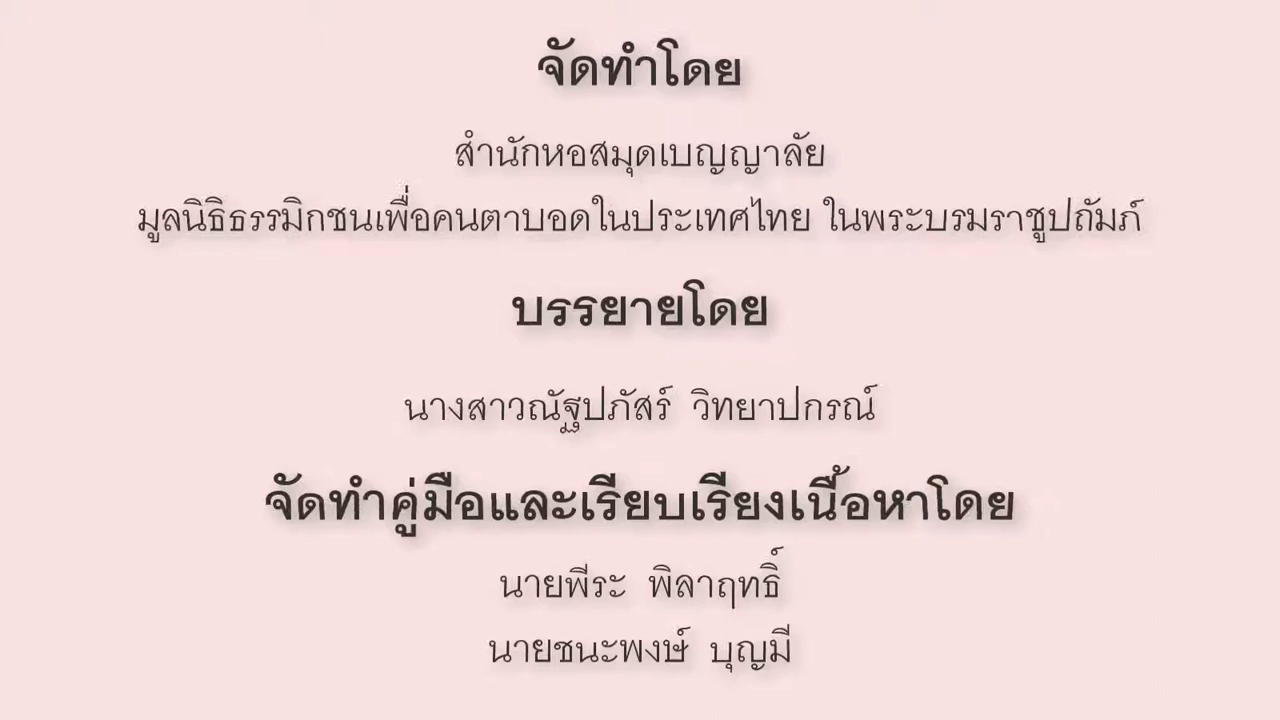 จัดทำโดย
สำนักหอสมุดเบญญาลัย
มูลนิธิธรรมิกชนเพื่อคนตาบอดในประเทศไทย ในพระบรมราชูปถัมภ์
บรรยายโดย
นางสาวณัฐปภัสร์ วิทยาปกรณ์
จัดทำคู่มือและเรียบเรียงเนื้อหาโดย
นายพีระ พิลาฤทธิ์
นายชนะพงษ์ บุญมี